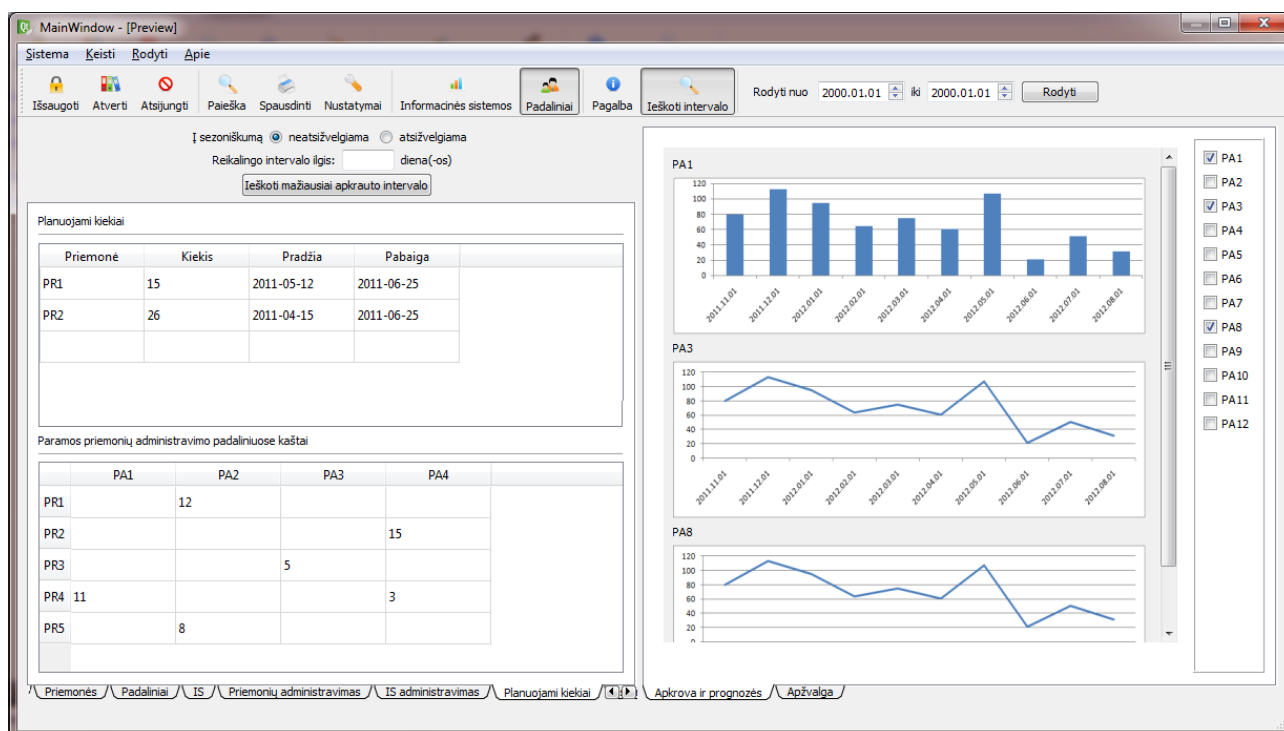 MainWindow - [Preview]
Sistema Keisti Rodyti Apie
Išsaugoti Atverti Atsijungti Paieška Spausdinti Nustatymai Informacinės sistemos Padaliniai Pagalba Ieškoti intervalo Rodyti nuo 2000.01.01 iki 2000.01.01 Rodyti
Į sezoniškumą neatsižvelgiama atsižvelgiama
Reikalingo intervalo ilgis: diena(-os)
Ieškoti mažiausiai apkrauto intervalo
Planuojami kiekiai
Priemonė Kiekis Pradžia Pabaiga
PR1 15 2011-05-12 2011-06-25
PR2 26 2011-04-15 2011-06-25
Paramos priemonių administravimo padaliniuose kaštai
PA1 PA2 PA3 PA4
PR1 12
PR2 15
PR3 5
PR4 11 3
PR5 8
Priemonės Padaliniai IS Priemonių administravimas IS administravimas Planuojami kiekiai
PA1
120
100
80
60
40
20
0
2011.11.01 2011.12.01 2012.01.01 2012.02.01 2012.03.01 2012.04.01 2012.05.01 2012.06.01 2012.07.01 2012.08.01
PA3
120
100
80
60
40
20
0
2011.11.01 2011.12.01 2012.01.01 2012.02.01 2012.03.01 2012.04.01 2012.05.01 2012.06.01 2012.07.01 2012.08.01
PA8
120
100
80
60
40
20
Apkrova ir prognozės Apžvalga
PA1
PA2
PA3
PA4
PA5
PA6
PA7
PA8
PA9
PA10
PA11
PA12